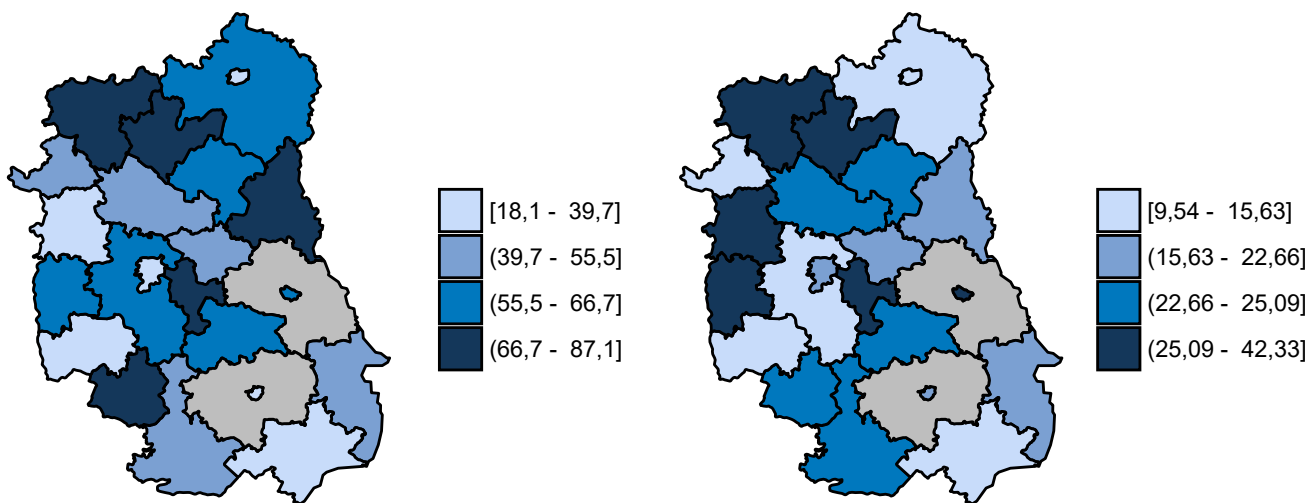 [18,1 - 39,7]
(39,7 - 55,5]
(55,5 - 66,7]
(66,7 - 87,1]
[9,54 - 15,63]
(15,63 - 22,66]
(22,66 - 25,09]
(25,09 - 42,33]